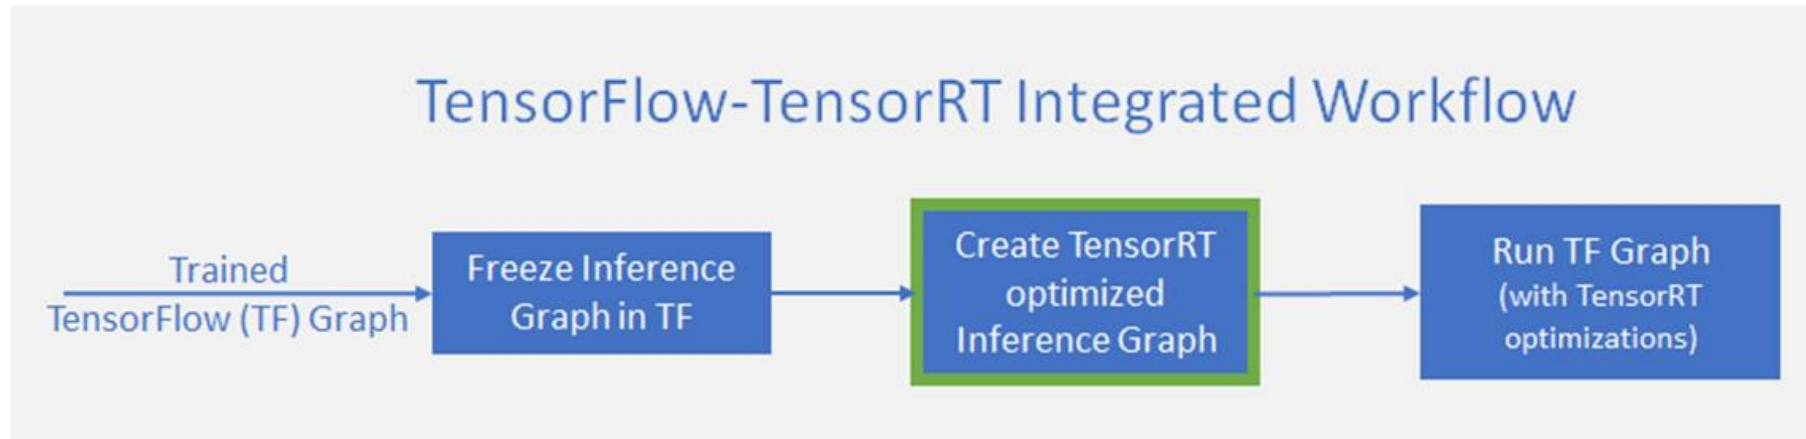 TensorFlow-TensorRT Integrated Workflow
Trained
TensorFlow (TF) Graph
Freeze Inference
Graph in TF
Create TensorRT
optimized
Inference Graph
Run TF Graph
(with TensorRT
optimizations)